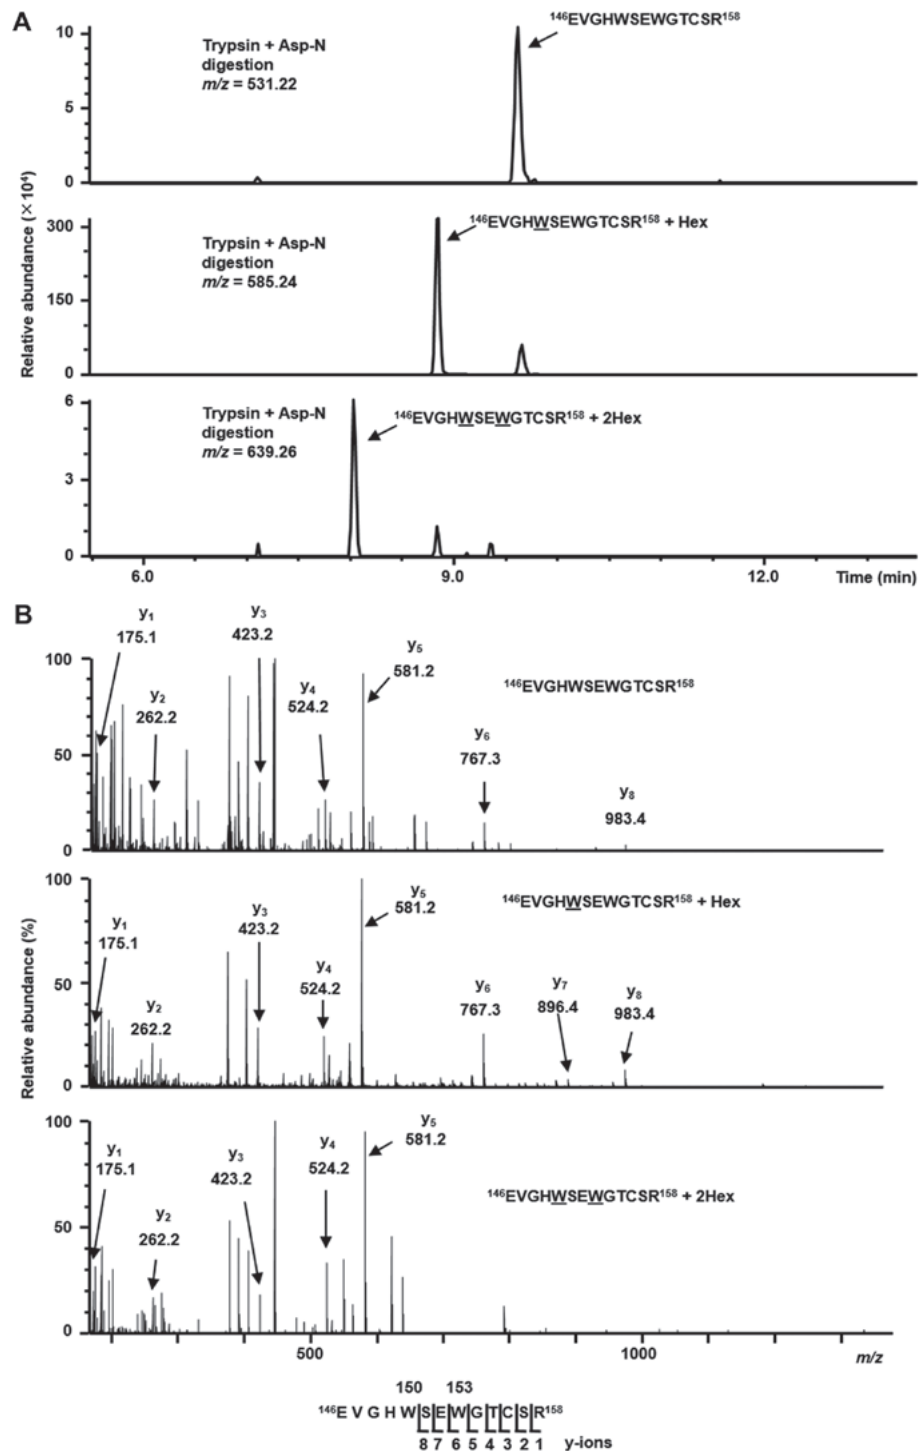 A
Trypsin + Asp-N
digestion
m/z = 531.22
¹⁴⁶EVGHWSEWGTCSR¹⁵⁸
10
5
0
Trypsin + Asp-N
digestion
m/z = 585.24
¹⁴⁶EVGHWSEWGTCSR¹⁵⁸ + Hex
300
150
0
Trypsin + Asp-N
digestion
m/z = 639.26
¹⁴⁶EVGHWSEWGTCSR¹⁵⁸ + 2Hex
6
3
0
Relative abundance (×10⁴)
6.0 9.0 12.0 Time (min)
B
y₁
175.1
y₂
262.2
y₃
423.2
y₄
524.2
y₅
581.2
y₆
767.3
y₈
983.4
¹⁴⁶EVGHWSEWGTCSR¹⁵⁸
100
50
0
y₁
175.1
y₂
262.2
y₃
423.2
y₄
524.2
y₅
581.2
y₆
767.3
y₇
896.4
y₈
983.4
¹⁴⁶EVGHWSEWGTCSR¹⁵⁸ + Hex
100
50
0
Relative abundance (%)
y₁
175.1
y₂
262.2
y₃
423.2
y₄
524.2
y₅
581.2
¹⁴⁶EVGHWSEWGTCSR¹⁵⁸ + 2Hex
100
50
0
500 1000 m/z
150 153
¹⁴⁶E V G H W S E W G T C S R¹⁵⁸
8 7 6 5 4 3 2 1 y-ions